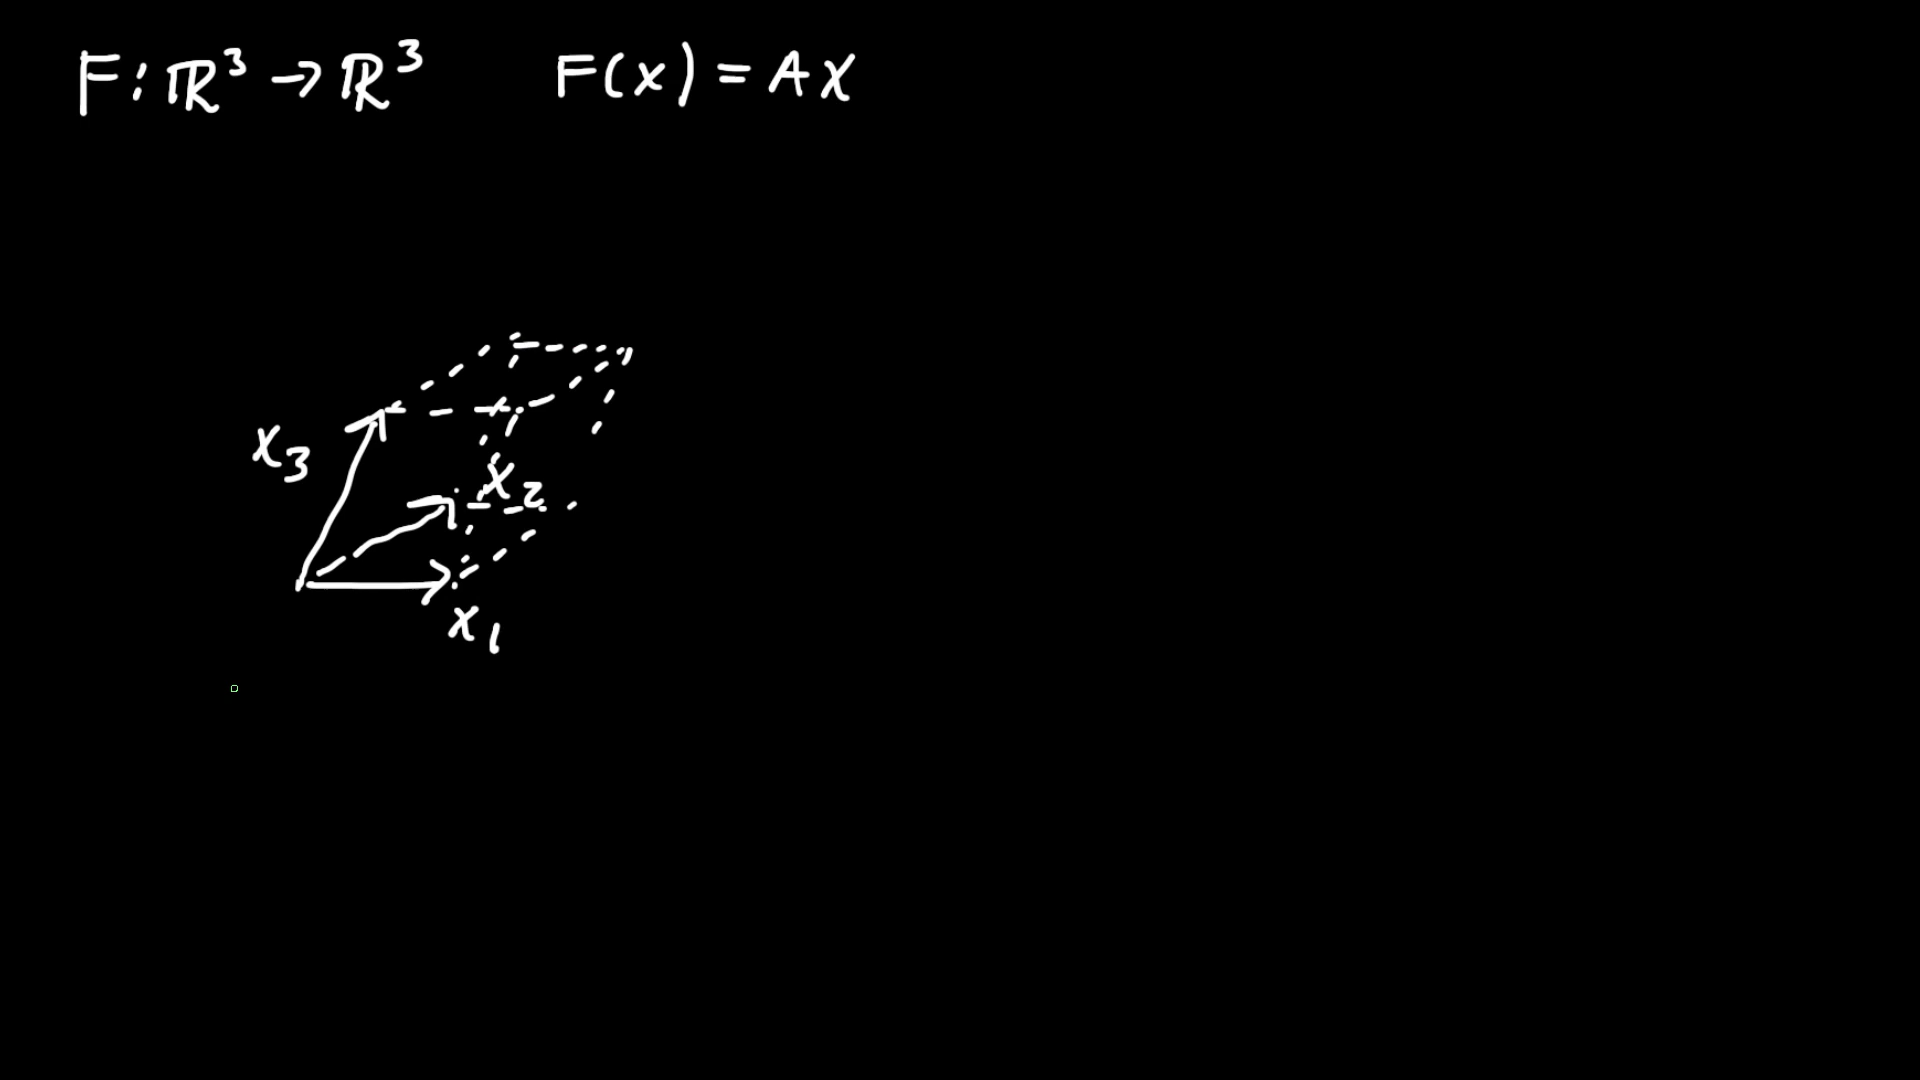 F: ℝ³ → ℝ³ F(x) = Ax
x₃
x₂
x₁